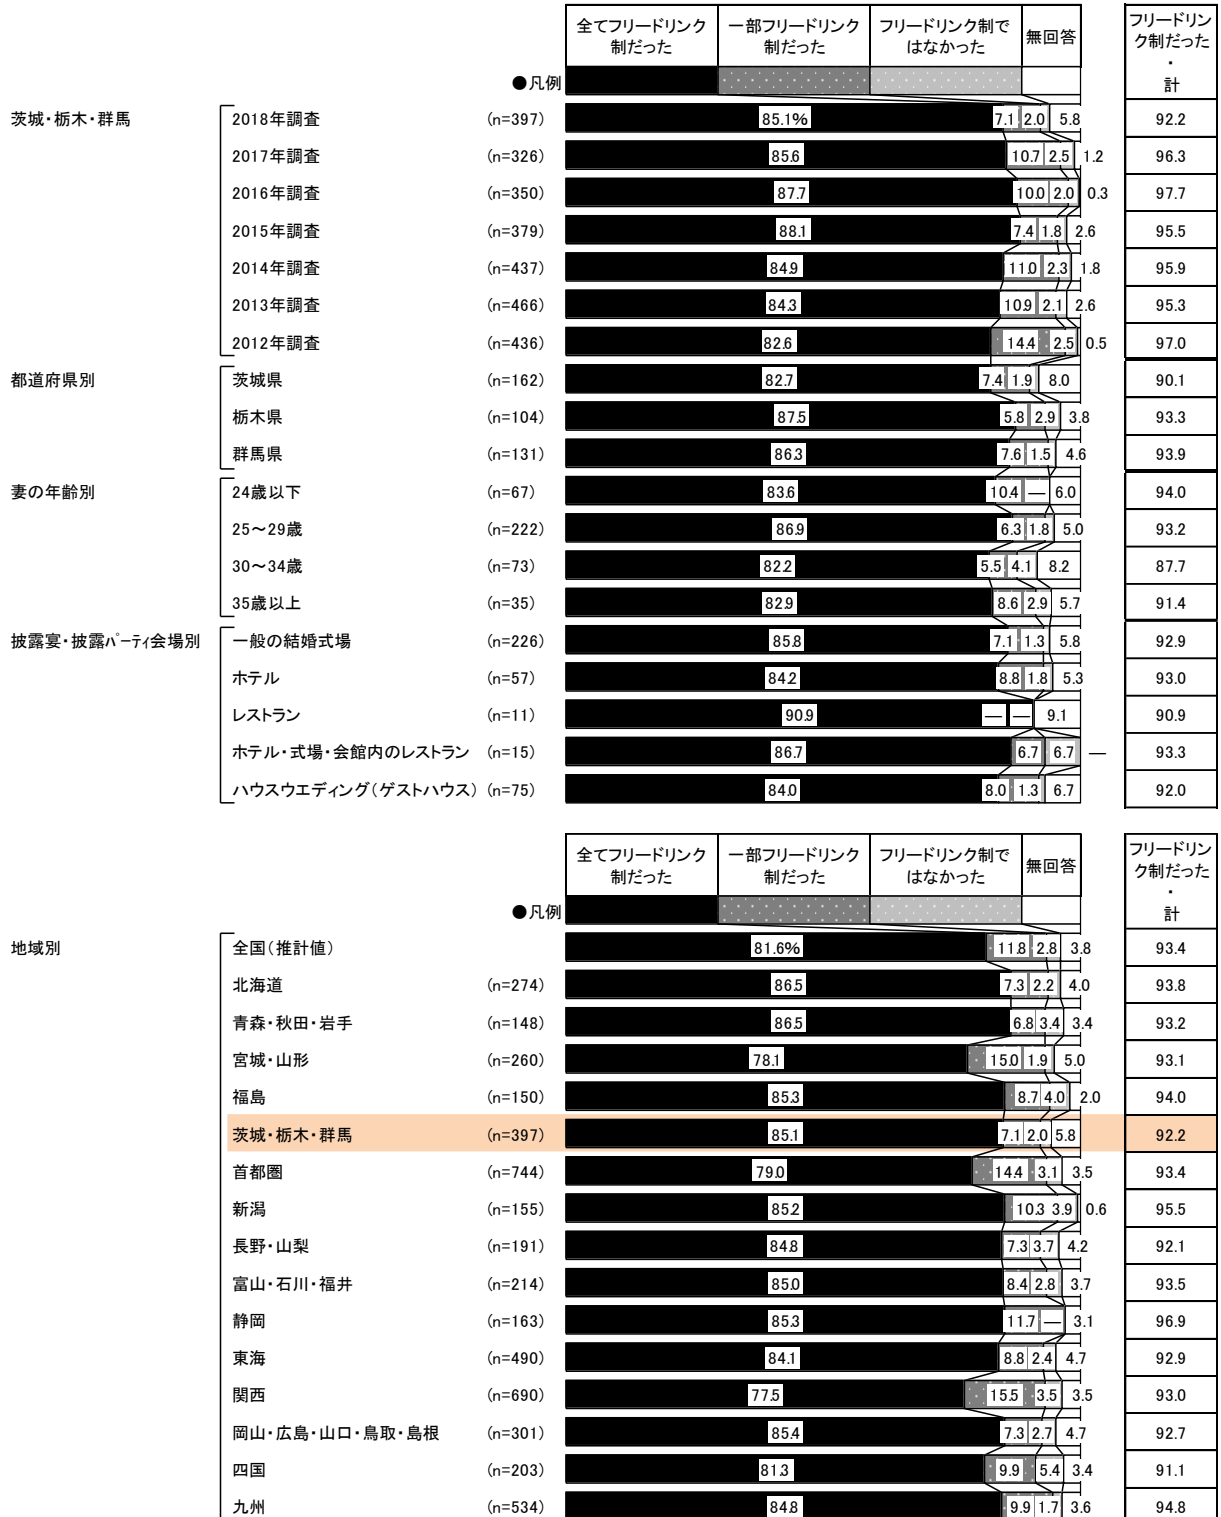 全てフリードリンク制だった 一部フリードリンク制だった フリードリンク制ではなかった 無回答 フリードリンク制だった・計
●凡例
茨城・栃木・群馬 2018年調査 (n=397) 85.1% 7.1 2.0 5.8 92.2
2017年調査 (n=326) 85.6 10.7 2.5 1.2 96.3
2016年調査 (n=350) 87.7 10.0 2.0 0.3 97.7
2015年調査 (n=379) 88.1 7.4 1.8 2.6 95.5
2014年調査 (n=437) 84.9 11.0 2.3 1.8 95.9
2013年調査 (n=466) 84.3 10.9 2.1 2.6 95.3
2012年調査 (n=436) 82.6 14.4 2.5 0.5 97.0
都道府県別 茨城県 (n=162) 82.7 7.4 1.9 8.0 90.1
栃木県 (n=104) 87.5 5.8 2.9 3.8 93.3
群馬県 (n=131) 86.3 7.6 1.5 4.6 93.9
妻の年齢別 24歳以下 (n=67) 83.6 10.4 — 6.0 94.0
25～29歳 (n=222) 86.9 6.3 1.8 5.0 93.2
30～34歳 (n=73) 82.2 5.5 4.1 8.2 87.7
35歳以上 (n=35) 82.9 8.6 2.9 5.7 91.4
披露宴・披露パーティ会場別 一般の結婚式場 (n=226) 85.8 7.1 1.3 5.8 92.9
ホテル (n=57) 84.2 8.8 1.8 5.3 93.0
レストラン (n=11) 90.9 — — 9.1 90.9
ホテル・式場・会館内のレストラン (n=15) 86.7 6.7 6.7 — 93.3
ハウスウエディング(ゲストハウス) (n=75) 84.0 8.0 1.3 6.7 92.0
全てフリードリンク制だった 一部フリードリンク制だった フリードリンク制ではなかった 無回答 フリードリンク制だった・計
●凡例
地域別 全国(推計値) 81.6% 11.8 2.8 3.8 93.4
北海道 (n=274) 86.5 7.3 2.2 4.0 93.8
青森・秋田・岩手 (n=148) 86.5 6.8 3.4 3.4 93.2
宮城・山形 (n=260) 78.1 15.0 1.9 5.0 93.1
福島 (n=150) 85.3 8.7 4.0 2.0 94.0
茨城・栃木・群馬 (n=397) 85.1 7.1 2.0 5.8 92.2
首都圏 (n=744) 79.0 14.4 3.1 3.5 93.4
新潟 (n=155) 85.2 10.3 3.9 0.6 95.5
長野・山梨 (n=191) 84.8 7.3 3.7 4.2 92.1
富山・石川・福井 (n=214) 85.0 8.4 2.8 3.7 93.5
静岡 (n=163) 85.3 11.7 — 3.1 96.9
東海 (n=490) 84.1 8.8 2.4 4.7 92.9
関西 (n=690) 77.5 15.5 3.5 3.5 93.0
岡山・広島・山口・鳥取・島根 (n=301) 85.4 7.3 2.7 4.7 92.7
四国 (n=203) 81.3 9.9 5.4 3.4 91.1
九州 (n=534) 84.8 9.9 1.7 3.6 94.8